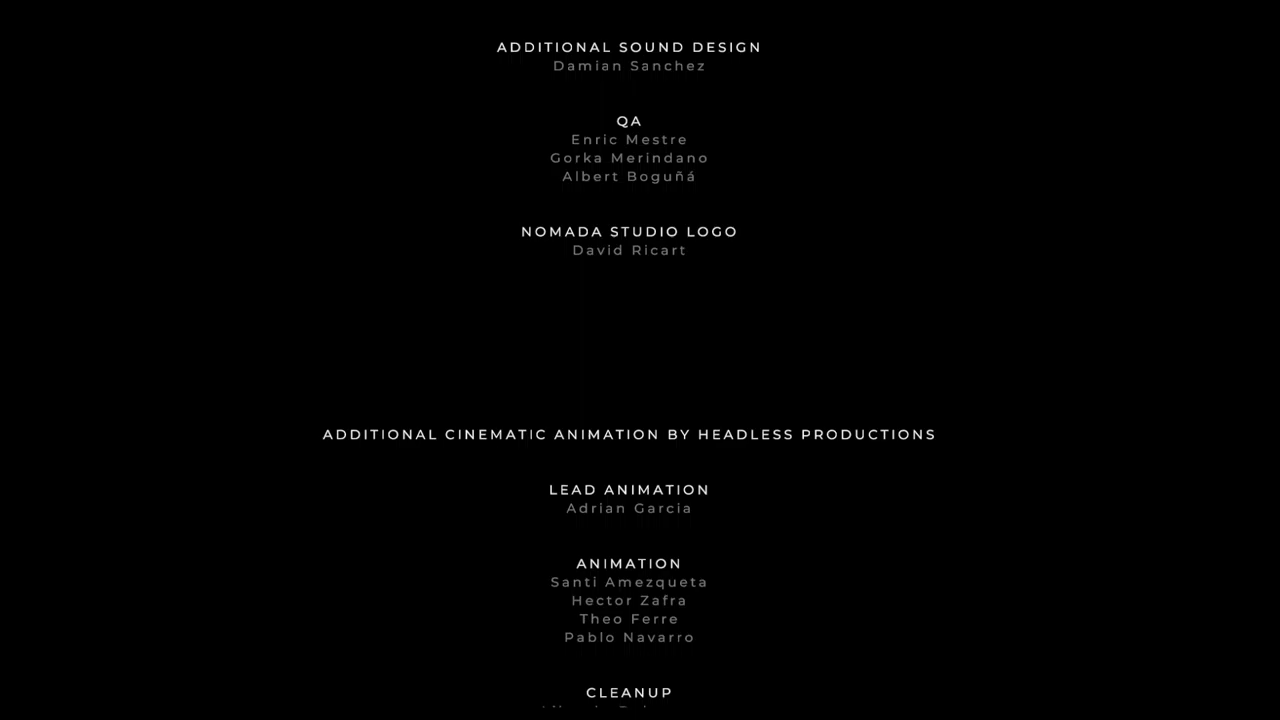 ADDITIONAL SOUND DESIGN
Damian Sanchez
QA
Enric Mestre
Gorka Merindano
Albert Boguñá
NOMADA STUDIO LOGO
David Ricart
ADDITIONAL CINEMATIC ANIMATION BY HEADLESS PRODUCTIONS
LEAD ANIMATION
Adrian Garcia
ANIMATION
Santi Amezqueta
Hector Zafra
Theo Ferre
Pablo Navarro
CLEANUP